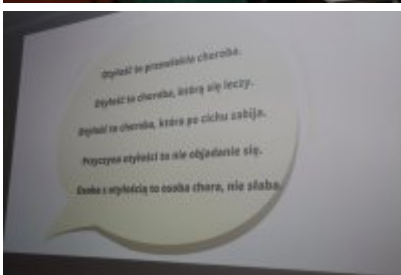 Otyłość to przewlekła choroba.
Otyłość to choroba, którą się leczy.
Otyłość to choroba, która po cichu zabija.
Przyczyna otyłości to nie objadanie się.
Osoba z otyłością to osoba chora, nie słaba.